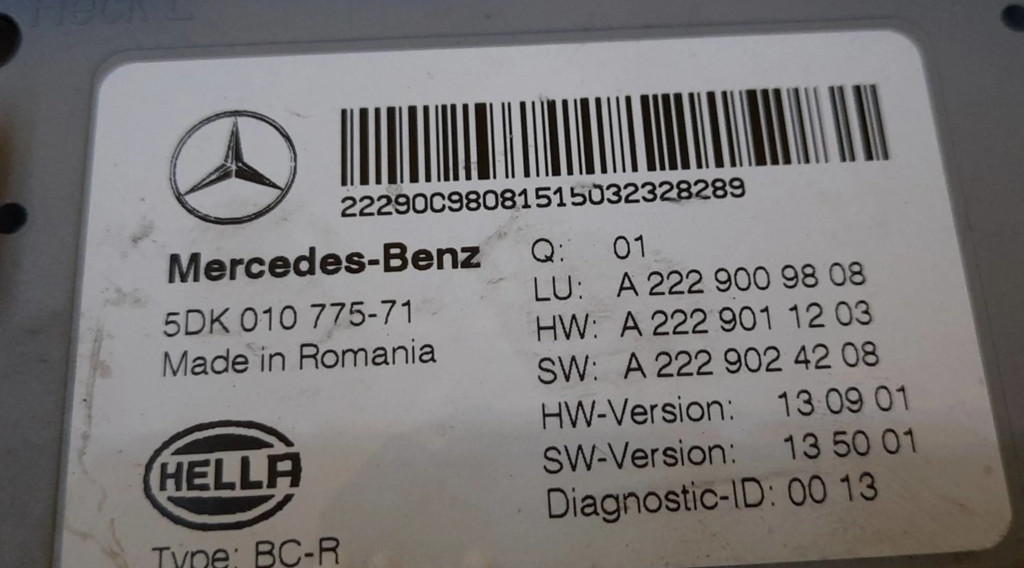 Heck L
22290C98081515032328289
Mercedes-Benz
5DK 010 775-71
Made in Romania
HELLA
Type: BC-R
Q: 01
LU: A 222 900 98 08
HW: A 222 901 12 03
SW: A 222 902 42 08
HW-Version: 13 09 01
SW-Version: 13 50 01
Diagnostic-ID: 00 13